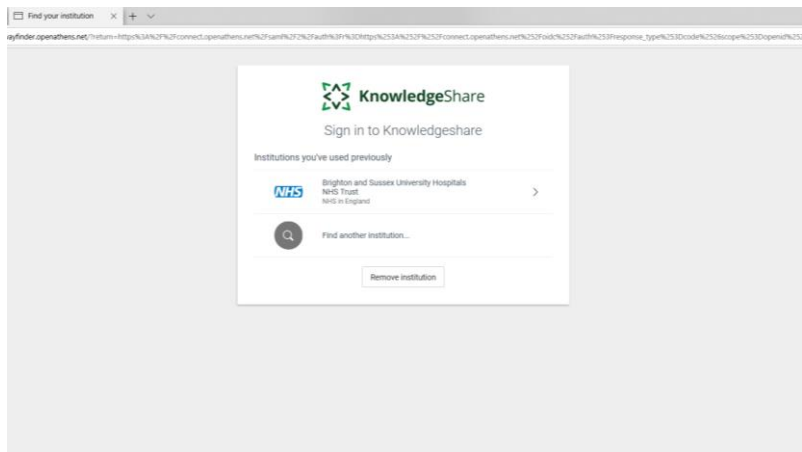 Find your institution
wayfinder.openathens.net/?return=https%3A%2F%2Fconnect.openathens.net%2Fsaml%2F2%2Fauth%3Fr%3Dhttps%253A%252F%252Fconnect.openathens.net%252Foidc%252Fauth%253Fresponse_type%253Dcode%2526scope%253Dopenid%252
KnowledgeShare
Sign in to Knowledgeshare
Institutions you've used previously
NHS
Brighton and Sussex University Hospitals
NHS Trust
NHS in England
Find another institution...
Remove institution